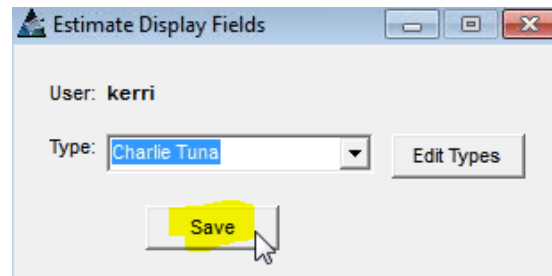 Estimate Display Fields
User: kerri
Type: Charlie Tuna Edit Types
Save